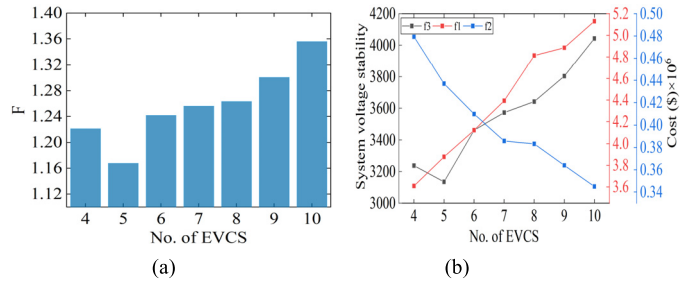 (a)
1.40
1.36
1.32
1.28
1.24
1.20
1.16
1.12
F
4 5 6 7 8 9 10
No. of EVCS
(a)
(b)
4200
4000
3800
3600
3400
3200
3000
System voltage stability
f3 f1 f2
4 5 6 7 8 9 10
No. of EVCS
5.2
5.0
4.8
4.6
4.4
4.2
4.0
3.8
3.6
0.50
0.48
0.46
0.44
0.42
0.40
0.38
0.36
0.34
Cost ($)×10⁶
(b)